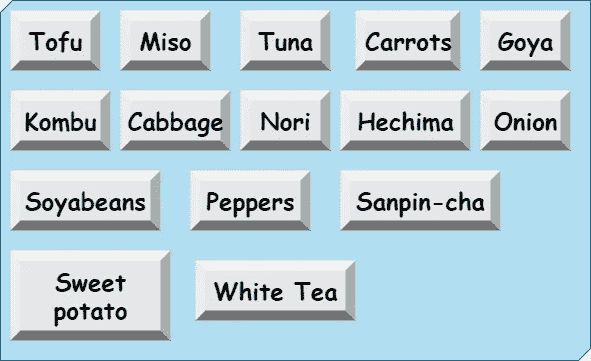 Tofu Miso Tuna Carrots Goya
Kombu Cabbage Nori Hechima Onion
Soyabeans Peppers Sanpin-cha
Sweet
potato
White Tea